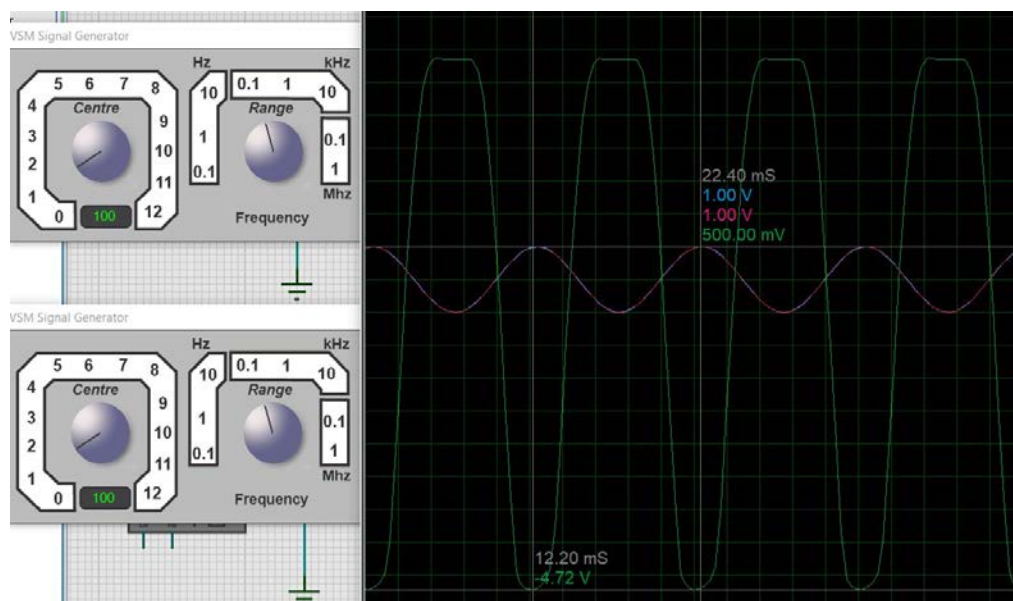 VSM Signal Generator
5 6 7 8
4 Centre 9
3 10
2 11
1 12
0 100
Hz kHz
10 0.1 1 10
Range
1 0.1
0.1 1
Mhz
Frequency
VSM Signal Generator
5 6 7 8
4 Centre 9
3 10
2 11
1 12
0 100
Hz kHz
10 0.1 1 10
Range
1 0.1
0.1 1
Mhz
Frequency
22.40 mS
1.00 V
1.00 V
500.00 mV
12.20 mS
-4.72 V